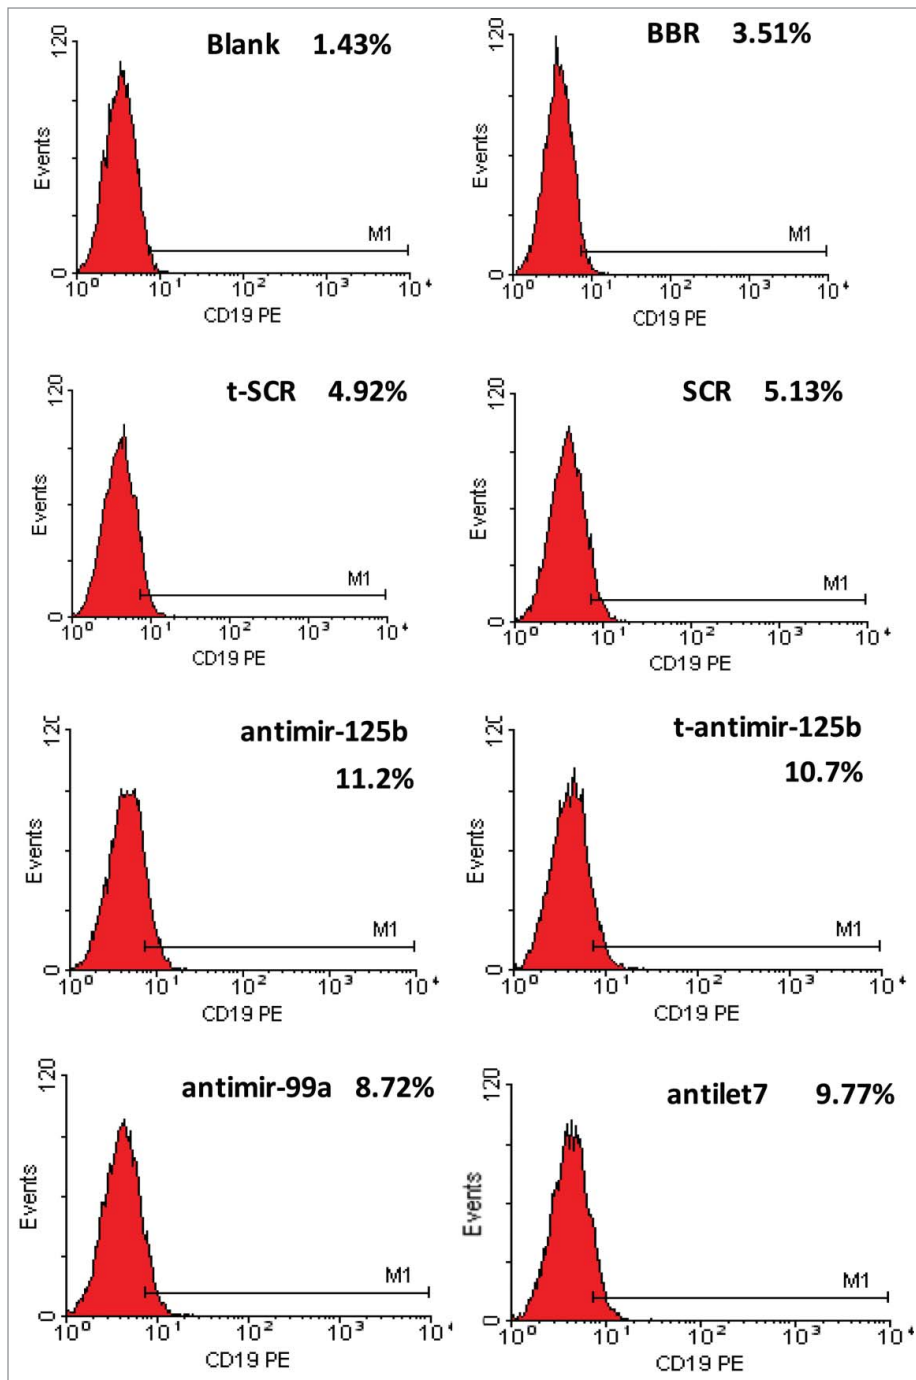 Blank 1.43%
120
Events
M1
0
10⁰ 10¹ 10² 10³ 10⁴
CD19 PE
BBR 3.51%
120
Events
M1
0
10⁰ 10¹ 10² 10³ 10⁴
CD19 PE
t-SCR 4.92%
120
Events
M1
0
10⁰ 10¹ 10² 10³ 10⁴
CD19 PE
SCR 5.13%
120
Events
M1
0
10⁰ 10¹ 10² 10³ 10⁴
CD19 PE
antimir-125b
11.2%
120
Events
M1
0
10⁰ 10¹ 10² 10³ 10⁴
CD19 PE
t-antimir-125b
10.7%
120
Events
M1
0
10⁰ 10¹ 10² 10³ 10⁴
CD19 PE
antimir-99a 8.72%
120
Events
M1
0
10⁰ 10¹ 10² 10³ 10⁴
CD19 PE
antilet7 9.77%
120
Events
M1
0
10⁰ 10¹ 10² 10³ 10⁴
CD19 PE